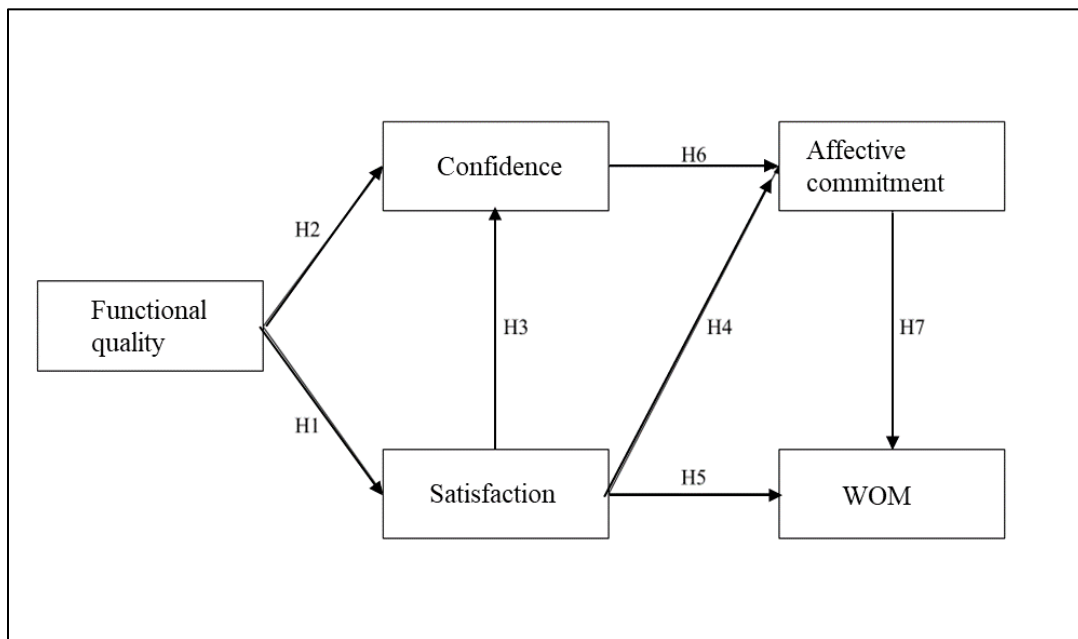 Confidence
H6
Affective
commitment
H2
Functional
quality
H3
H4
H7
H1
Satisfaction
H5
WOM